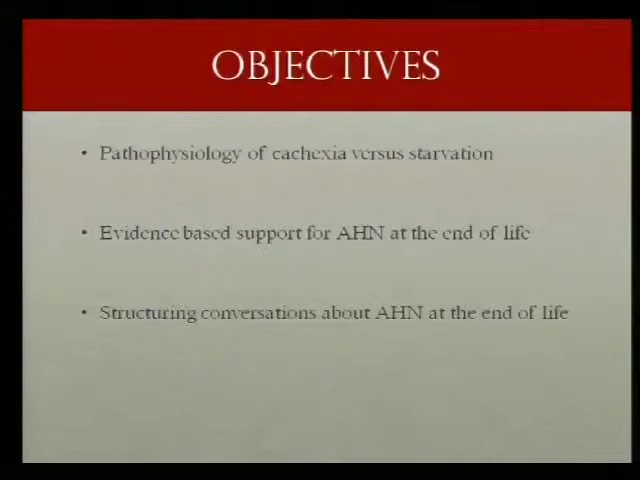 OBJECTIVES
• Pathophysiology of cachexia versus starvation
• Evidence based support for AHN at the end of life
• Structuring conversations about AHN at the end of life